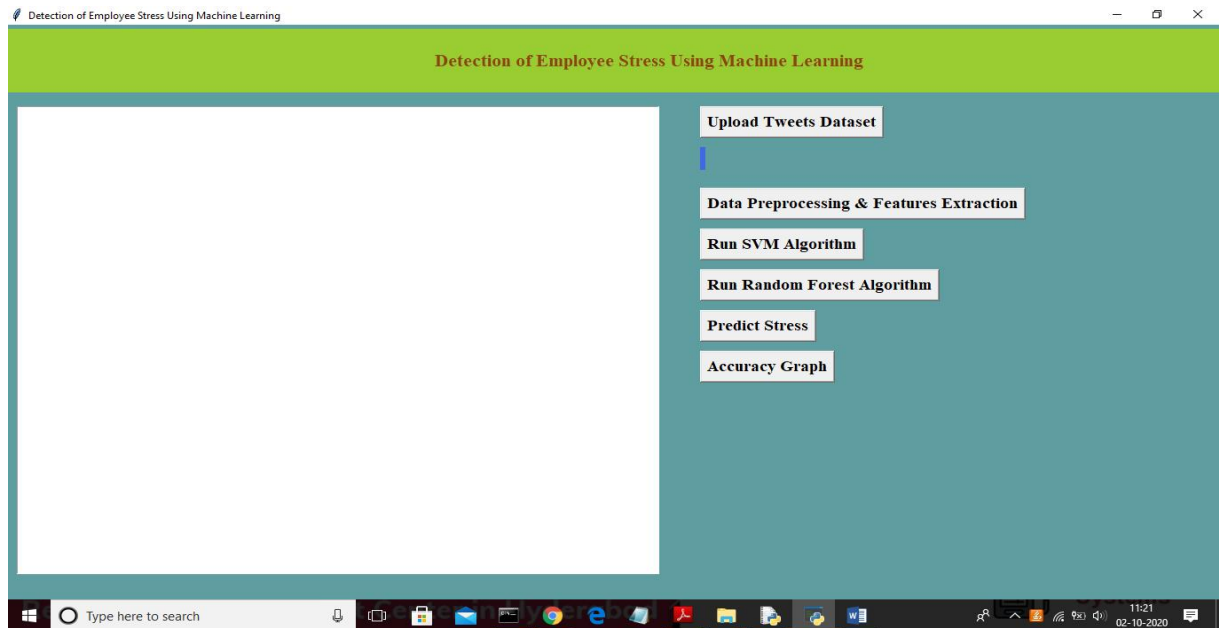 Detection of Employee Stress Using Machine Learning
Detection of Employee Stress Using Machine Learning
Upload Tweets Dataset
Data Preprocessing & Features Extraction
Run SVM Algorithm
Run Random Forest Algorithm
Predict Stress
Accuracy Graph
Type here to search
11:21
02-10-2020